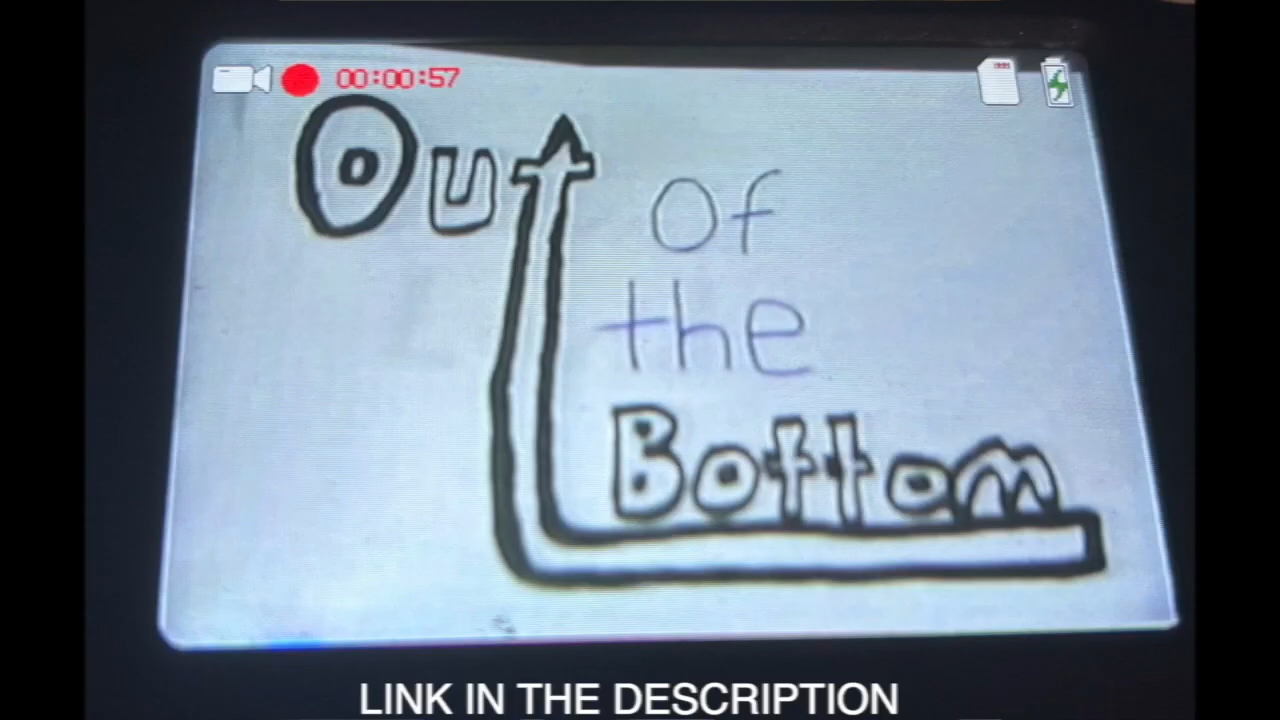 00:00:57
Out
Of
the
Bottom
LINK IN THE DESCRIPTION